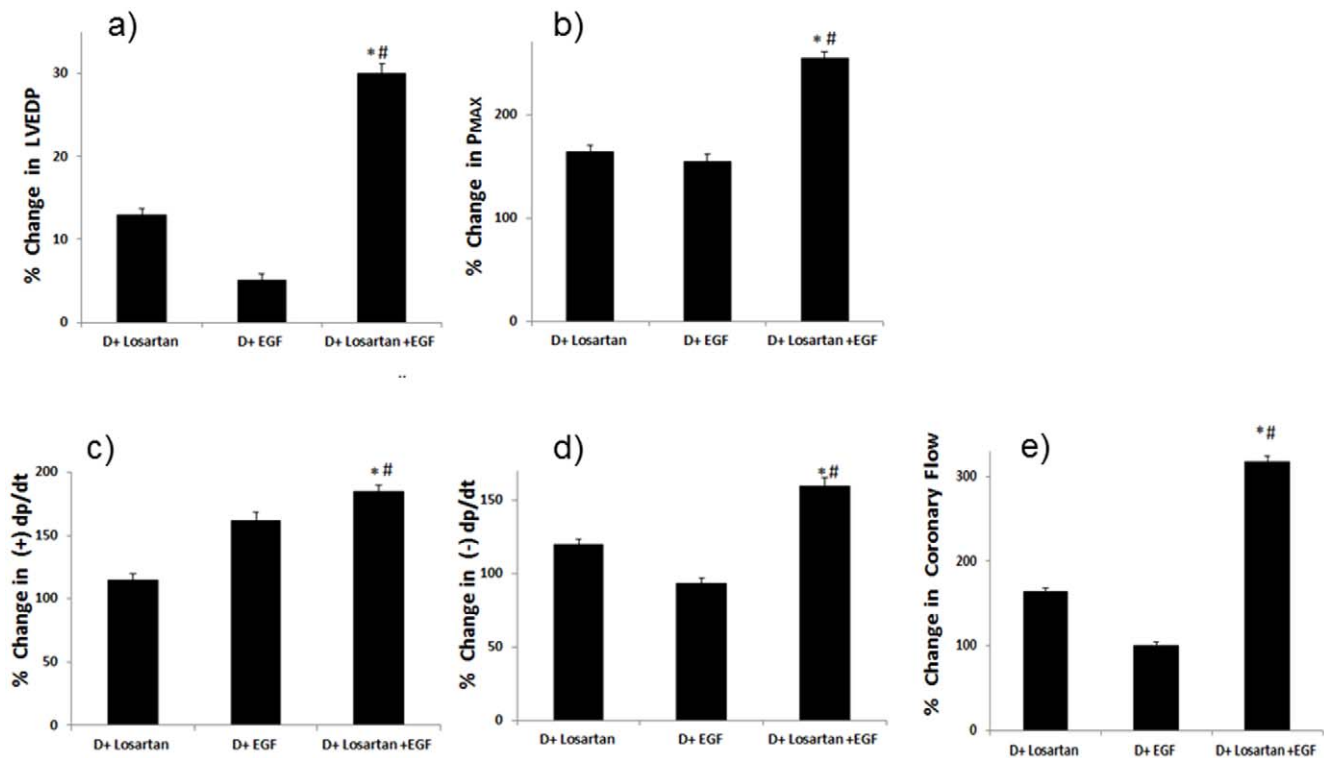 a)
% Change in LVEDP
30
20
10
0
*#
D+ Losartan D+ EGF D+ Losartan +EGF
..
b)
% Change in PMAX
200
100
0
*#
D+ Losartan D+ EGF D+ Losartan +EGF
c)
% Change in (+) dp/dt
200
150
100
50
0
*#
D+ Losartan D+ EGF D+ Losartan +EGF
d)
% Change in (-) dp/dt
150
100
50
0
*#
D+ Losartan D+ EGF D+ Losartan +EGF
e)
% Change in Coronary Flow
300
200
100
0
*#
D+ Losartan D+ EGF D+ Losartan +EGF